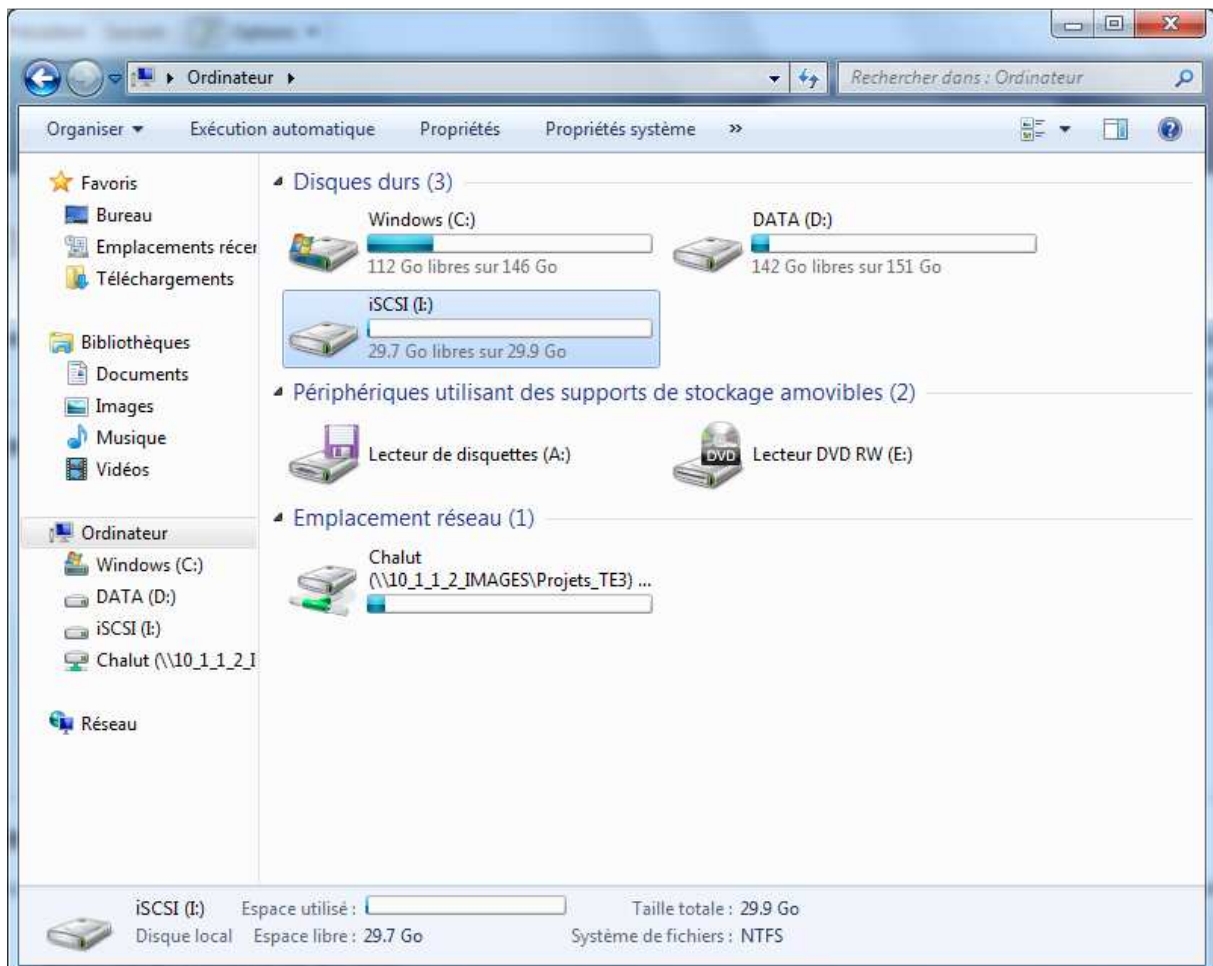 Ordinateur
Rechercher dans : Ordinateur
Organiser Exécution automatique Propriétés Propriétés système »
Favoris
Bureau
Emplacements récer
Téléchargements
Bibliothèques
Documents
Images
Musique
Vidéos
Ordinateur
Windows (C:)
DATA (D:)
iSCSI (I:)
Chalut (\\10_1_1_2_I
Réseau
Disques durs (3)
Windows (C:)
112 Go libres sur 146 Go
DATA (D:)
142 Go libres sur 151 Go
iSCSI (I:)
29.7 Go libres sur 29.9 Go
Périphériques utilisant des supports de stockage amovibles (2)
Lecteur de disquettes (A:)
DVD
Lecteur DVD RW (E:)
Emplacement réseau (1)
Chalut
(\\10_1_1_2_IMAGES\Projets_TE3) ...
iSCSI (I:) Espace utilisé : Taille totale : 29.9 Go
Disque local Espace libre : 29.7 Go Système de fichiers : NTFS